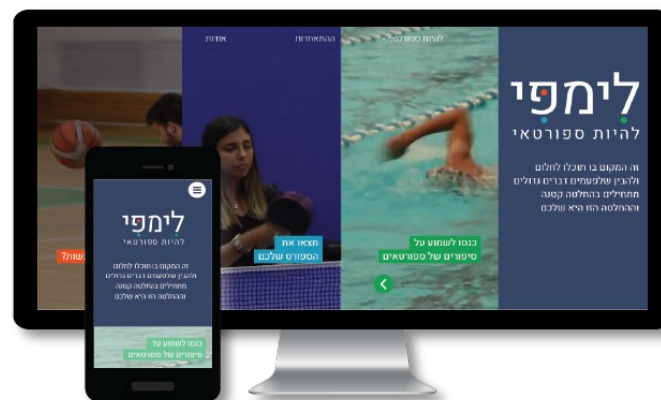 להיות ספורטאי
ההתאחדות
אודות
לִימפִּי
להיות ספורטאי
זה המקום בו תוכלו לחלום
ולהבין שלפעמים דברים גדולים
מתחילים בהחלטה קטנה
וההחלטה הזו היא שלכם
כנסו לשמוע על
סיפורים של ספורטאים
מצאו את
הספורט שלכם
לִימפִּי
להיות ספורטאי
זה המקום בו תוכלו לחלום
ולהבין שלפעמים דברים גדולים
מתחילים בהחלטה קטנה
וההחלטה הזו היא שלכם
כנסו לשמוע על
סיפורים של ספורטאים